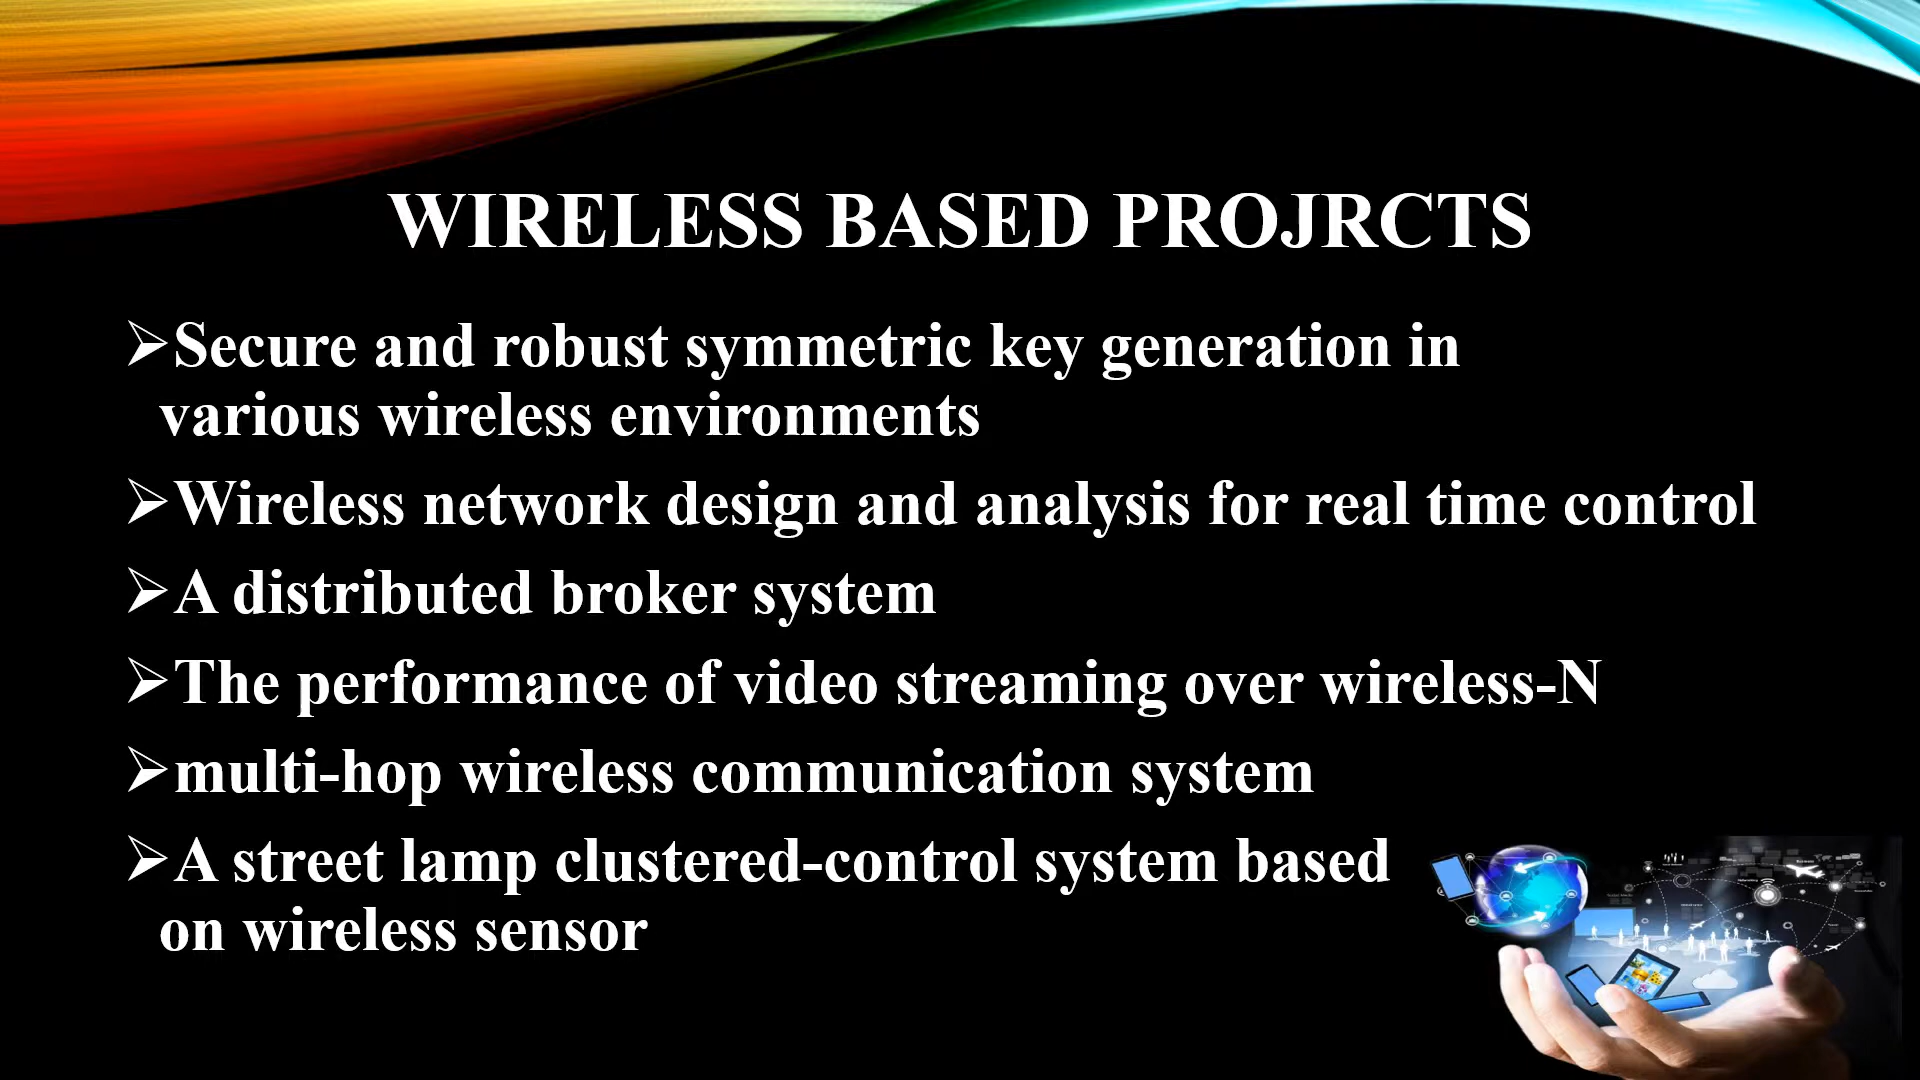 WIRELESS BASED PROJRCTS
➢Secure and robust symmetric key generation in
various wireless environments
➢Wireless network design and analysis for real time control
➢A distributed broker system
➢The performance of video streaming over wireless-N
➢multi-hop wireless communication system
➢A street lamp clustered-control system based
on wireless sensor